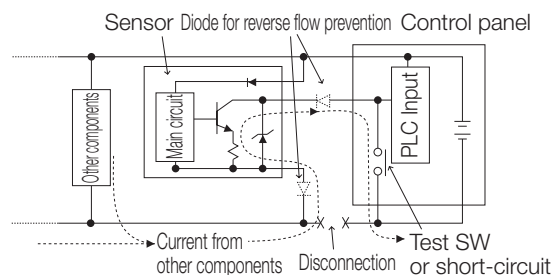 Sensor Diode for reverse flow prevention Control panel
Other components
Main circuit
PLC Input
Current from
other components
Disconnection
Test SW
or short-circuit